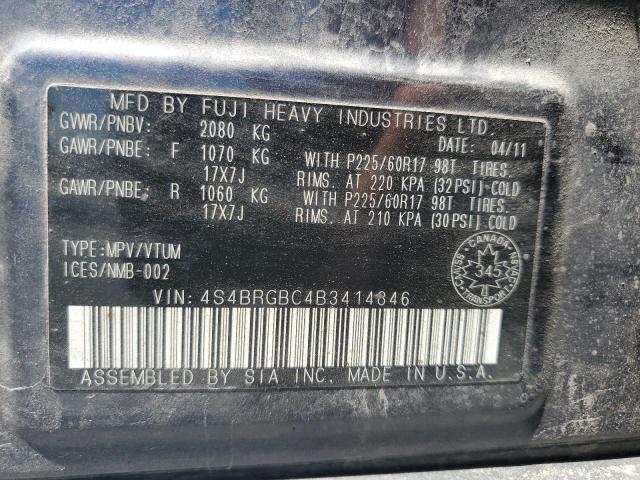 MFD BY FUJI HEAVY INDUSTRIES LTD.
GVWR/PNBV: 2080 KG DATE: 04/11
GAWR/PNBE: F 1070 KG WITH P225/60R17 98T TIRES,
17X7J RIMS, AT 220 KPA (32PSI) COLD
GAWR/PNBE: R 1060 KG WITH P225/60R17 98T TIRES,
17X7J RIMS, AT 210 KPA (30PSI) COLD
TYPE:MPV/VTUM
ICES/NMB-002
CANADA
345
VIN: 4S4BRGBC4B3414846
ASSEMBLED BY SIA INC. MADE IN U.S.A.